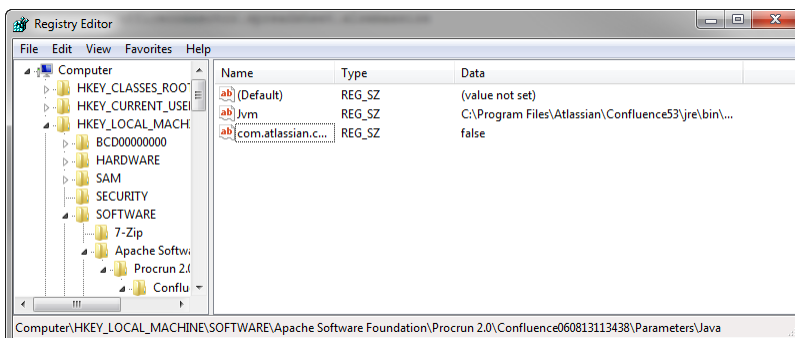 Registry Editor
File Edit View Favorites Help
Computer
HKEY_CLASSES_ROOT
HKEY_CURRENT_USE
HKEY_LOCAL_MACH
BCD00000000
HARDWARE
SAM
SECURITY
SOFTWARE
7-Zip
Apache Softwa
Procrun 2.0
Conflu
Name Type Data
(Default) REG_SZ (value not set)
Jvm REG_SZ C:\Program Files\Atlassian\Confluence53\jre\bin\...
com.atlassian.c... REG_SZ false
Computer\HKEY_LOCAL_MACHINE\SOFTWARE\Apache Software Foundation\Procrun 2.0\Confluence060813113438\Parameters\Java